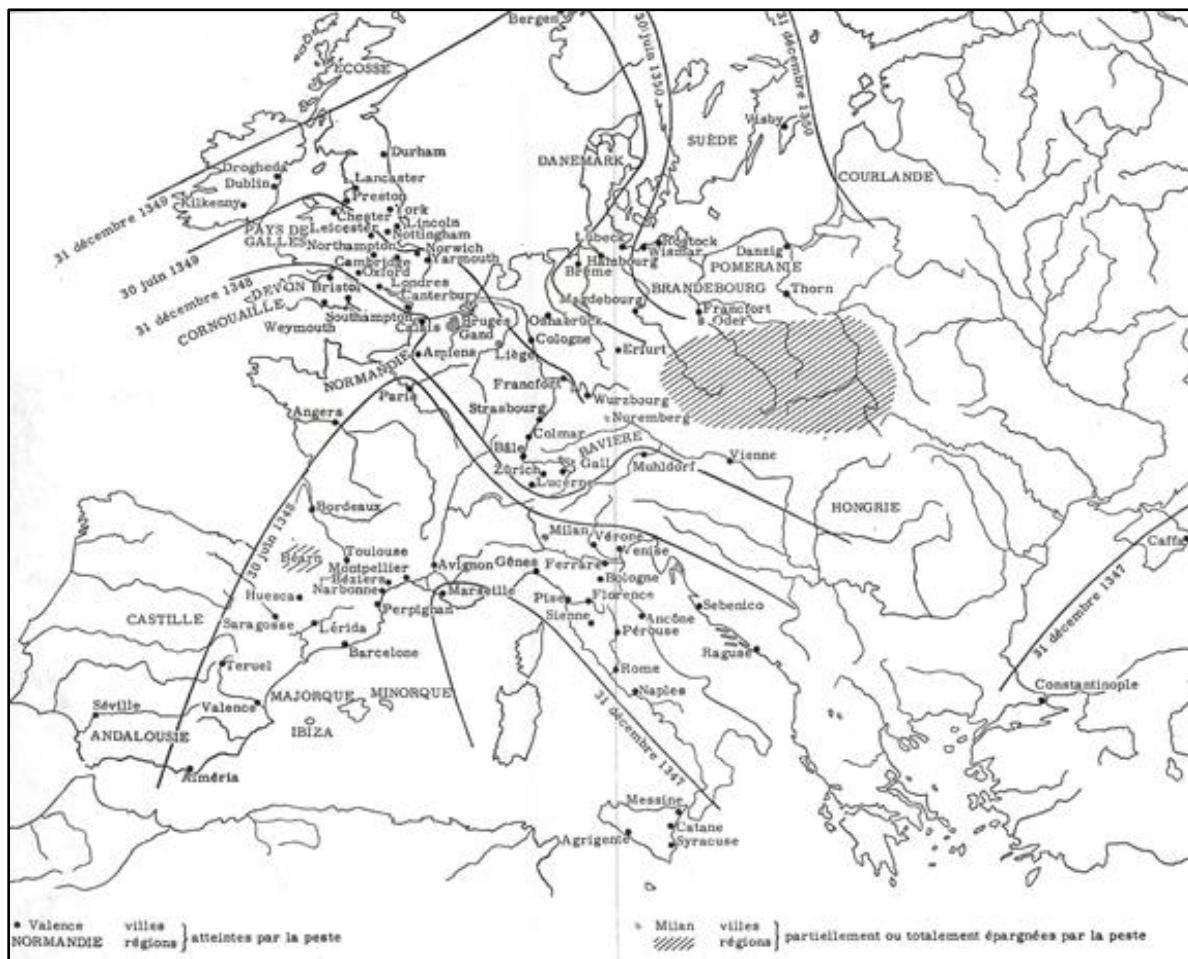 Bergen
30 juin 1350
31 décembre 1350
ÉCOSSE
Visby
SUÈDE
Durham
DANEMARK
Drogheda
Lancaster
COURLANDE
Dublin
Preston
Kilkenny
York
Chester
Lincoln
31 décembre 1349
PAYS DE
GALLES
Leicester
Nottingham
Lübeck
Rostock
Danzig
Northampton
Norwich
Wismar
30 juin 1349
Cambridge
Yarmouth
Hambourg
POMERANIE
Oxford
Brême
31 décembre 1348
DEVON
Bristol
Londres
BRANDEBOURG
Thorn
CORNOUAILLE
Canterbury
Magdebourg
Southampton
Calais
Bruges
Osnabrück
Francfort
s. Oder
Weymouth
Gand
Cologne
NORMANDIE
Amiens
Liège
Erfurt
Paris
Francfort
Wurzbourg
Angers
Strasbourg
Nuremberg
Colmar
BAVIÈRE
Bâle
Zürich
St Gall
Muhldorf
Vienne
Lucerne
30 juin 1348
Bordeaux
HONGRIE
Milan
Vérone
Caffa
Béarn
Toulouse
Venise
Montpellier
Avignon
Gênes
Ferrare
Béziers
Bologne
Huesca
Narbonne
Marseille
Pise
Florence
31 décembre 1347
CASTILLE
Saragosse
Lérida
Perpignan
Sienne
Ancône
Sebenico
Pérouse
Barcelone
Raguse
Teruel
Rome
Constantinople
MAJORQUE
MINORQUE
Naples
Séville
Valence
31 décembre 1347
ANDALOUSIE
IBIZA
Alméria
Messine
Agrigente
Catane
Syracuse
Valence villes
NORMANDIE régions
atteintes par la peste
Milan villes
régions
partiellement ou totalement épargnées par la peste